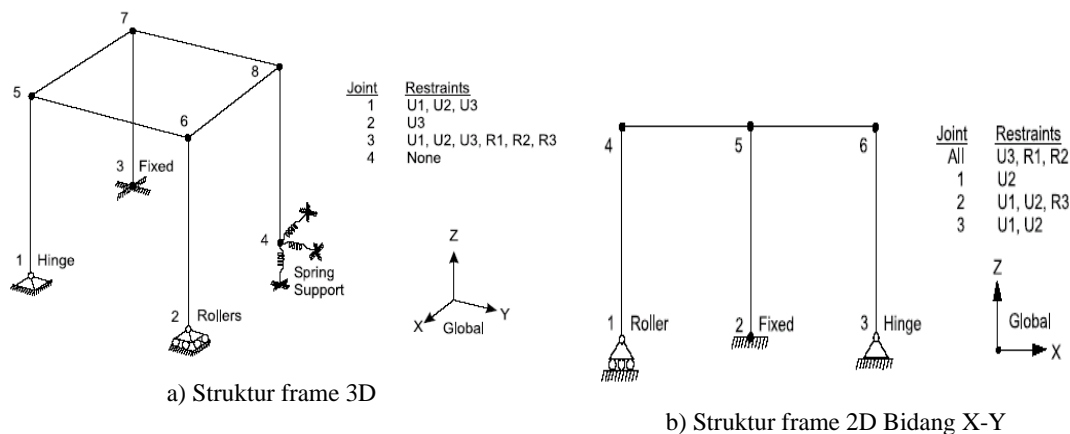 7
8
5
6
3 Fixed
4
Spring
Support
1 Hinge
2 Rollers
Joint Restraints
1 U1, U2, U3
2 U3
3 U1, U2, U3, R1, R2, R3
4 None
Z
Y
X
Global
a) Struktur frame 3D
4
5
6
1 Roller
2 Fixed
3 Hinge
Joint Restraints
All U3, R1, R2
1 U2
2 U1, U2, R3
3 U1, U2
Z
Global
X
b) Struktur frame 2D Bidang X-Y